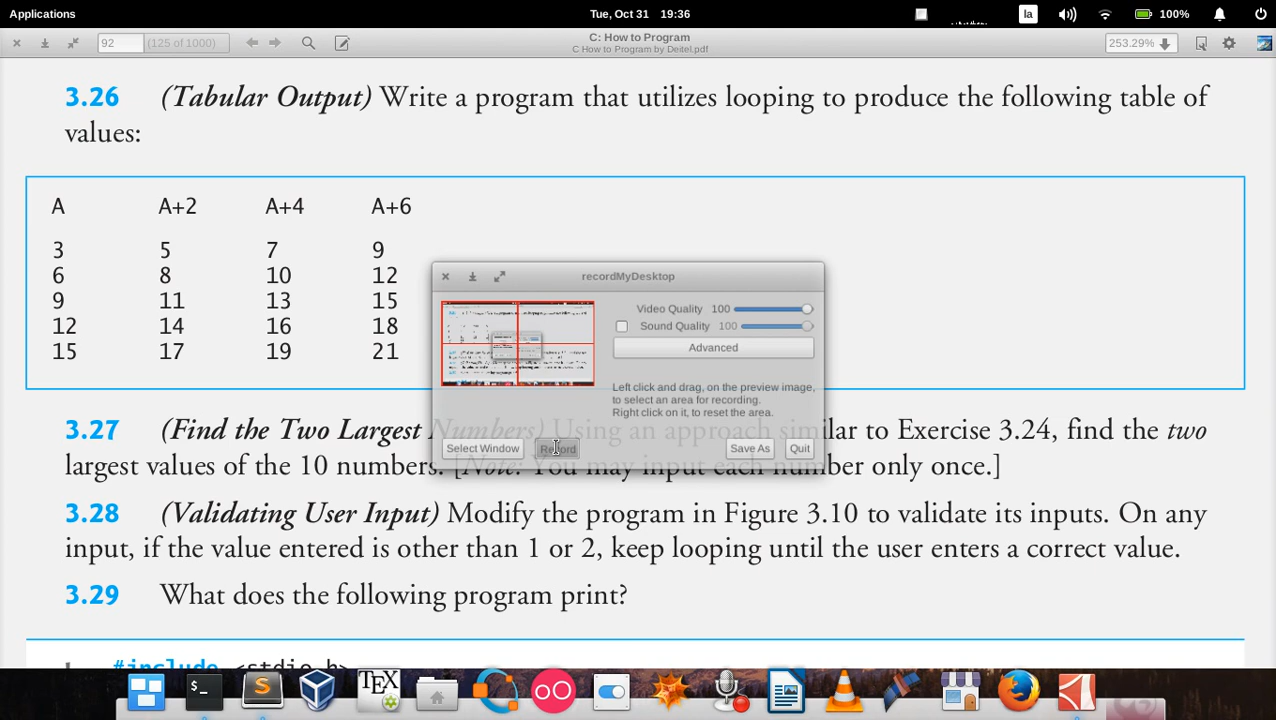 Applications
Tue, Oct 31 19:36
la
100%
92 (125 of 1000)
C: How to Program
C How to Program by Deitel.pdf
253.29%
3.26 (Tabular Output) Write a program that utilizes looping to produce the following table of
values:
A A+2 A+4 A+6
3 5 7 9
6 8 10 12
9 11 13 15
12 14 16 18
15 17 19 21
recordMyDesktop
Video Quality 100
Sound Quality 100
Advanced
Left click and drag, on the preview image,
to select an area for recording.
Right click on it, to reset the area.
Select Window Record Save As Quit
3.27 (Find the Two Largest Numbers) Using an approach similar to Exercise 3.24, find the two
largest values of the 10 numbers. [Note: You may input each number only once.]
3.28 (Validating User Input) Modify the program in Figure 3.10 to validate its inputs. On any
input, if the value entered is other than 1 or 2, keep looping until the user enters a correct value.
3.29 What does the following program print?
#include <stdio.h>
>_
S
TEX